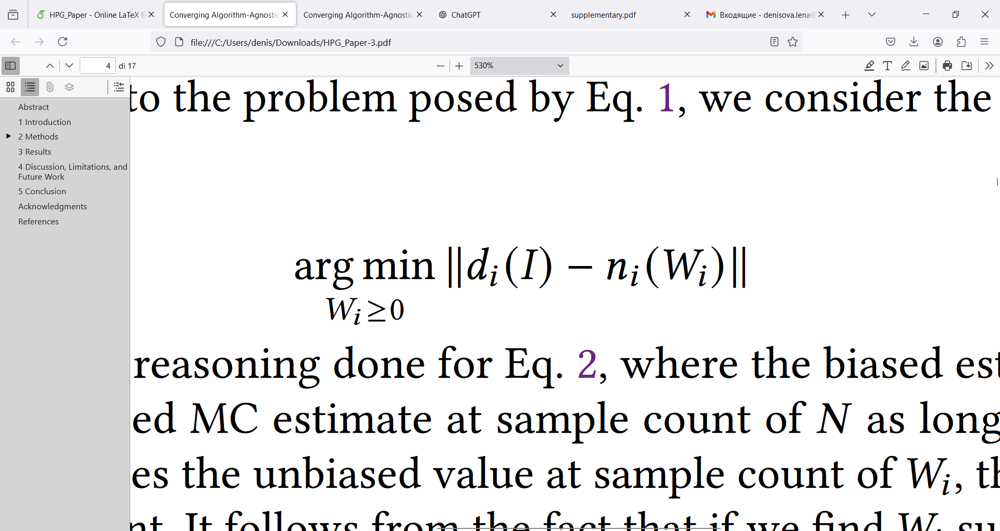 HPG_Paper - Online LaTeX E
Converging Algorithm-Agnostic
Converging Algorithm-Agnostic
ChatGPT
supplementary.pdf
Входящие - denisova.lena@
file:///C:/Users/denis/Downloads/HPG_Paper-3.pdf
4 di 17
530%
Abstract
1 Introduction
2 Methods
3 Results
4 Discussion, Limitations, and
Future Work
5 Conclusion
Acknowledgments
References
to the problem posed by Eq. 1, we consider the
arg min ||d_i(I) − n_i(W_i)||
W_i≥0
reasoning done for Eq. 2, where the biased est
ed MC estimate at sample count of N as long
es the unbiased value at sample count of W_i, th
nt. It follows from the fact that if we find W_i su